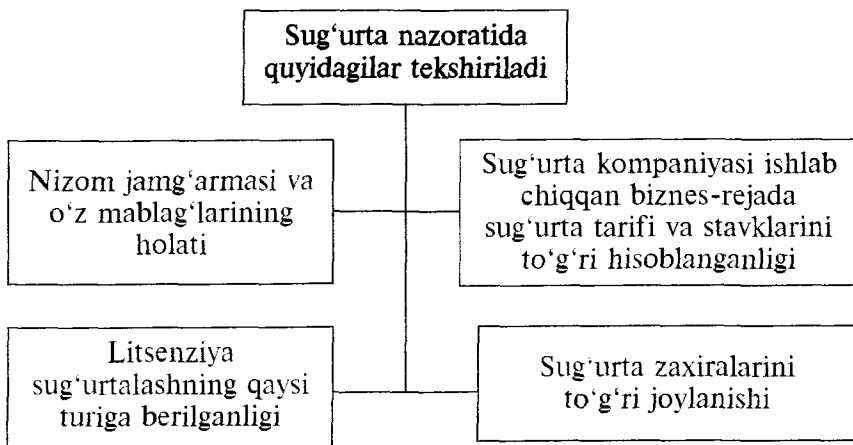 Sug‘urta nazoratida
quyidagilar tekshiriladi
Nizom jamg‘armasi va
o‘z mablag‘larining
holati
Sug‘urta kompaniyasi ishlab
chiqqan biznes-rejada
sug‘urta tarifi va stavklarini
to‘g‘ri hisoblanganligi
Litsenziya
sug‘urtalashning qaysi
turiga berilganligi
Sug‘urta zaxiralarini
to‘g‘ri joylanishi